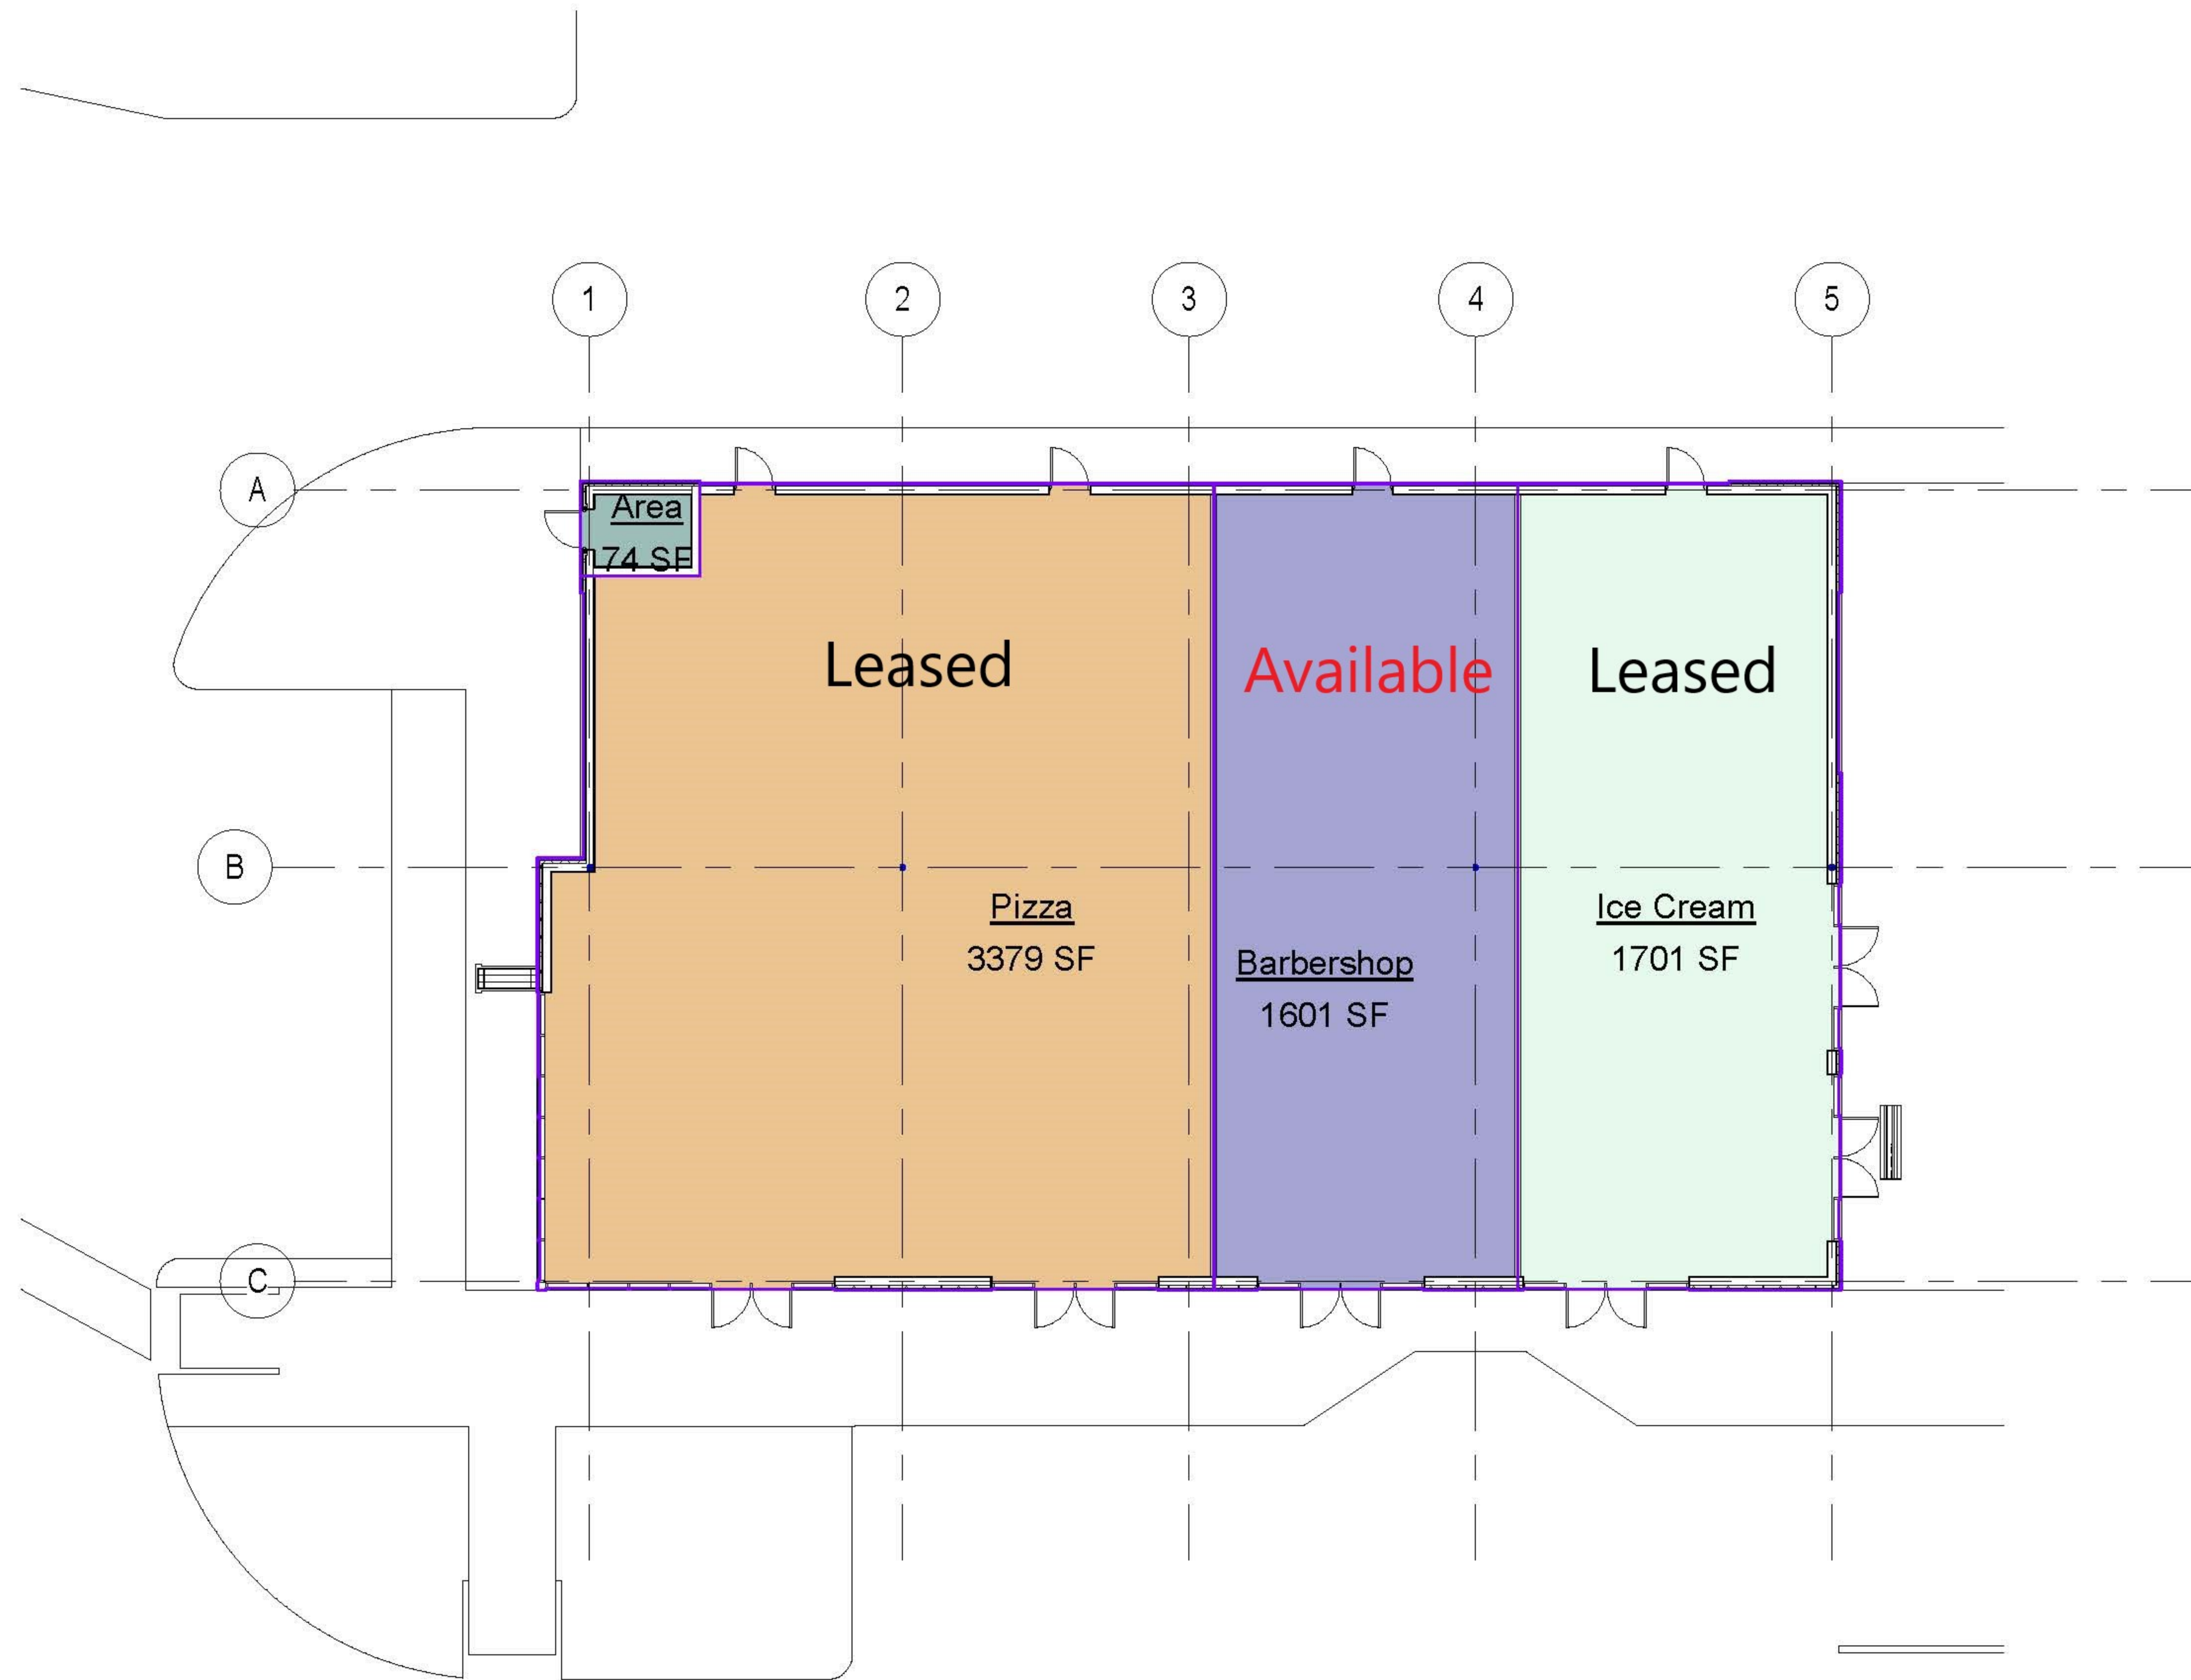 1
2
3
4
5
A
Area
74 SF
Leased
Available
Leased
B
Pizza
3379 SF
Barbershop
1601 SF
Ice Cream
1701 SF
C